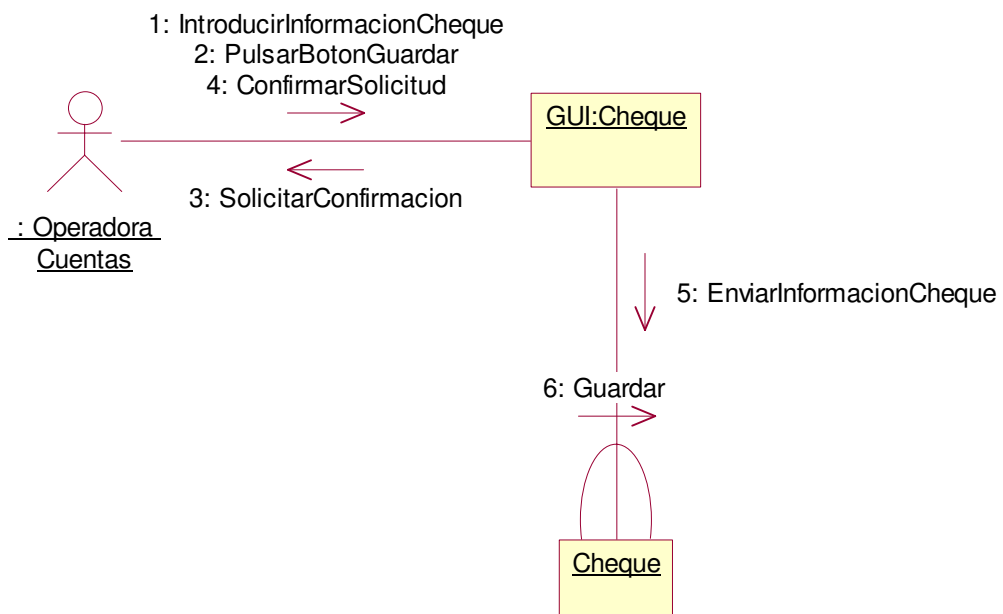 1: IntroducirInformacionCheque
2: PulsarBotonGuardar
4: ConfirmarSolicitud
GUI:Cheque
3: SolicitarConfirmacion
: Operadora
Cuentas
5: EnviarInformacionCheque
6: Guardar
Cheque